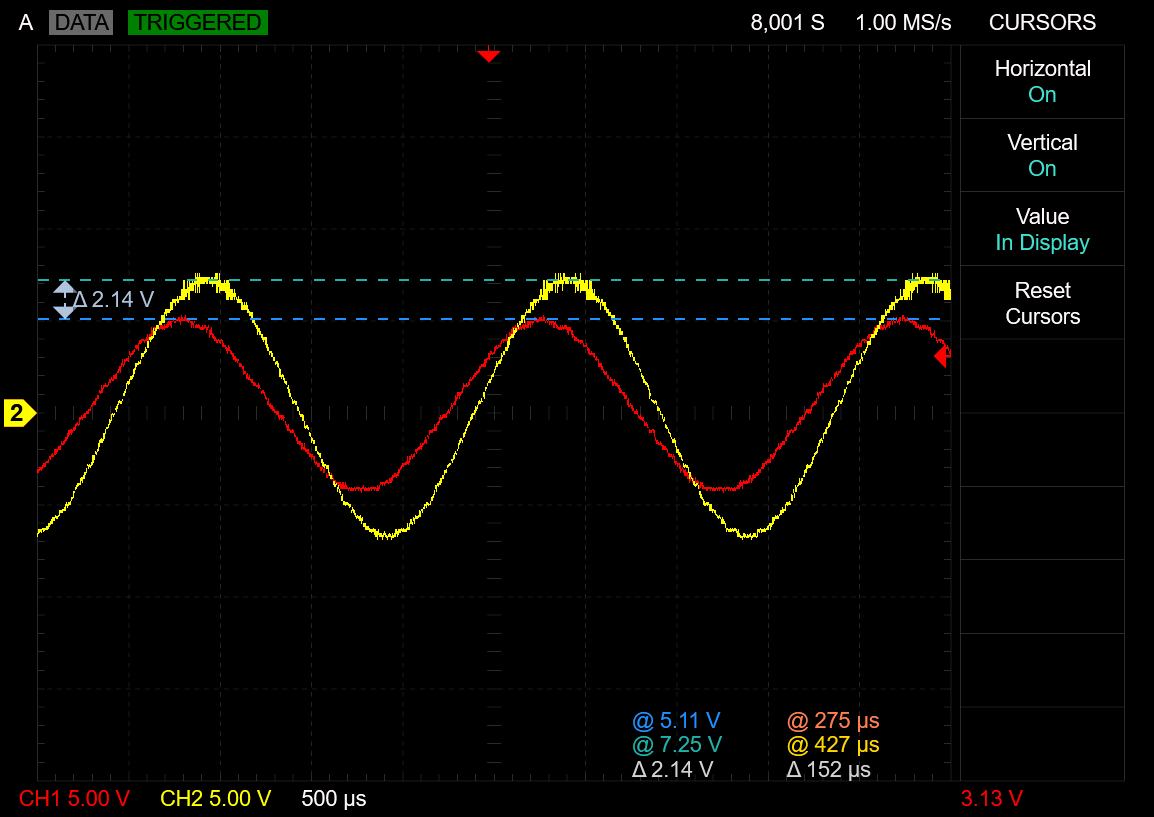 A DATA TRIGGERED 8,001 S 1.00 MS/s CURSORS
Horizontal
On
Vertical
On
Value
In Display
Reset
Cursors
Δ 2.14 V
2
@ 5.11 V @ 275 µs
@ 7.25 V @ 427 µs
Δ 2.14 V Δ 152 µs
CH1 5.00 V CH2 5.00 V 500 µs 3.13 V